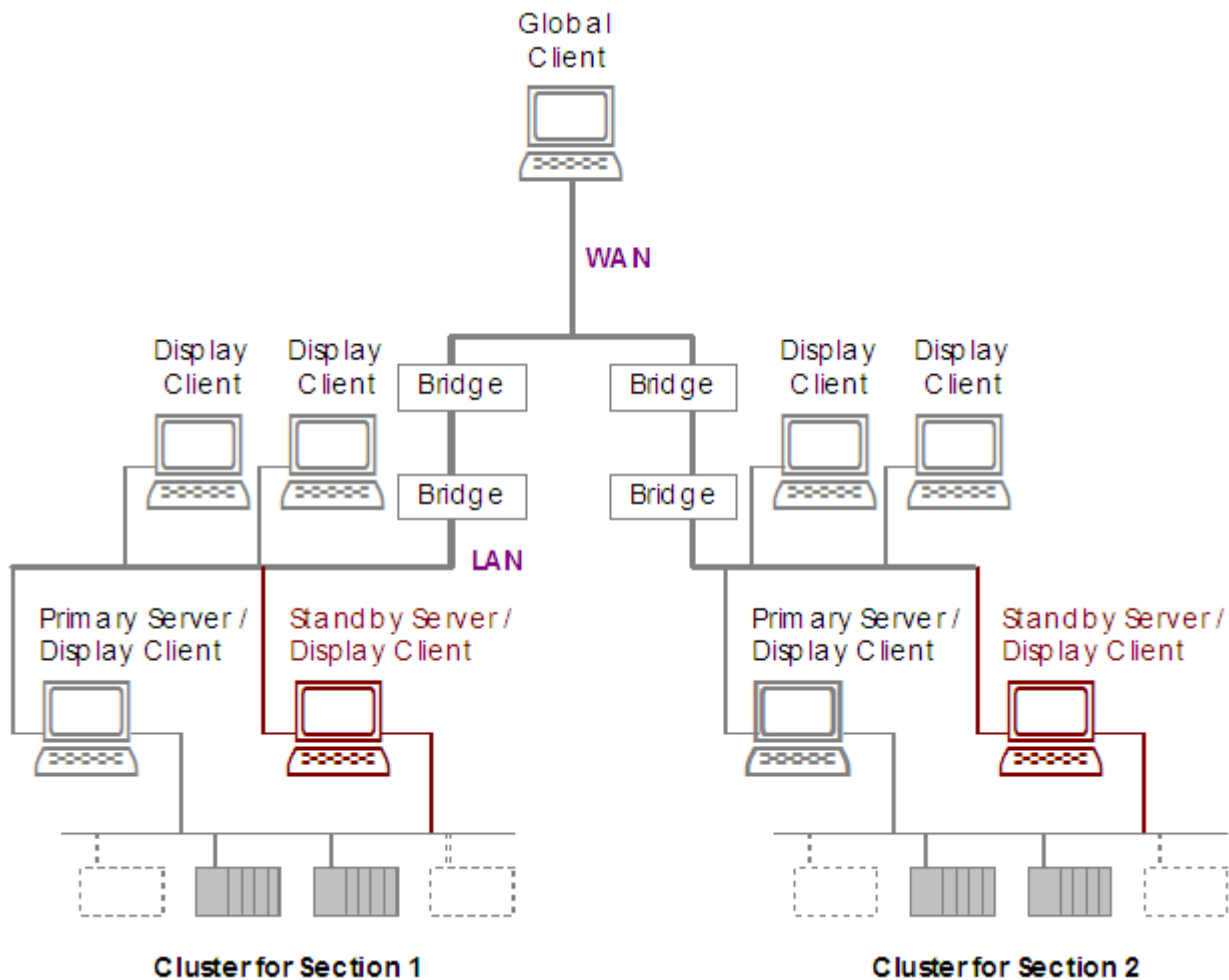 Global
Client
WAN
Display
Client
Display
Client
Bridge
Bridge
Display
Client
Display
Client
Bridge
Bridge
LAN
Primary Server /
Display Client
Standby Server /
Display Client
Primary Server /
Display Client
Standby Server /
Display Client
Cluster for Section 1
Cluster for Section 2